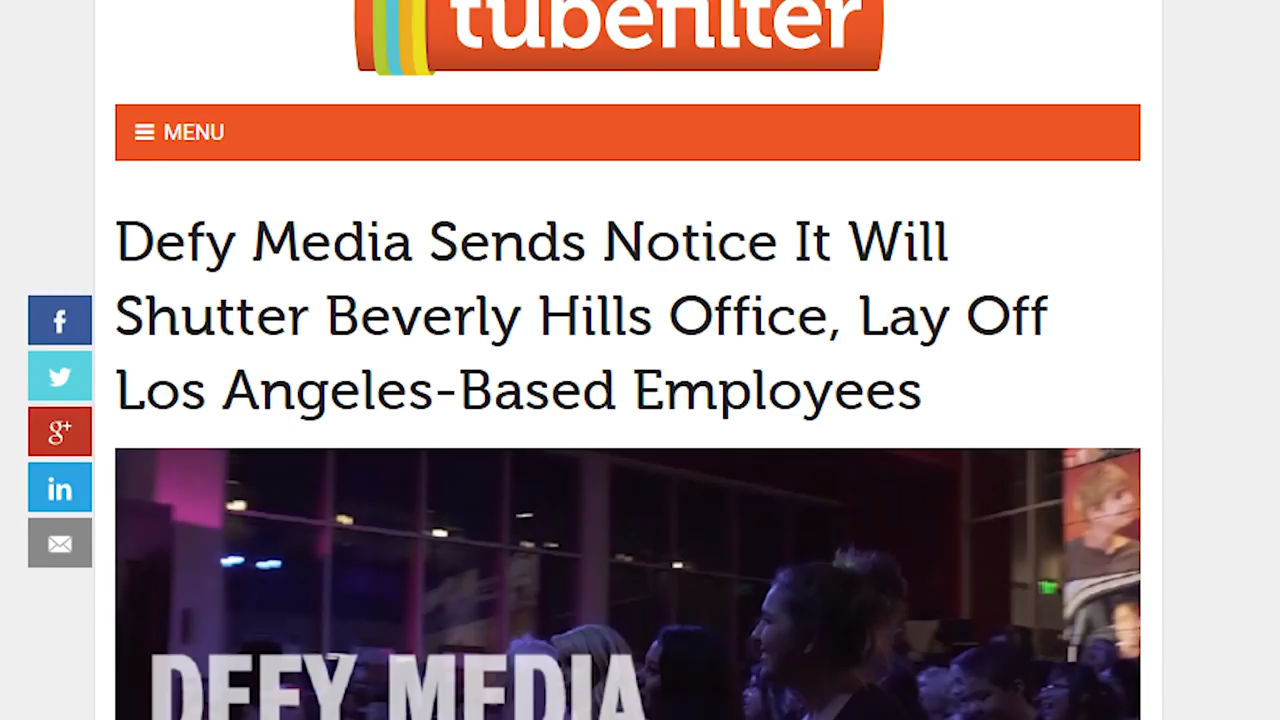 tubefilter
MENU
Defy Media Sends Notice It Will
Shutter Beverly Hills Office, Lay Off
Los Angeles-Based Employees
f
g+
in
DEFY MEDIA